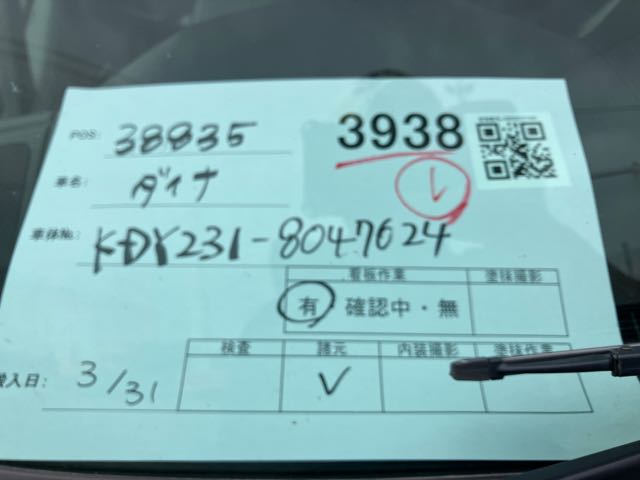 POS: 38835 3938
車名: ダイナ
車体No: KDY231-8047624
看板作業 塗抹撮影
有・確認中・無
検査 諸元 内装撮影 塗抹作業
搬入日: 3/31 V